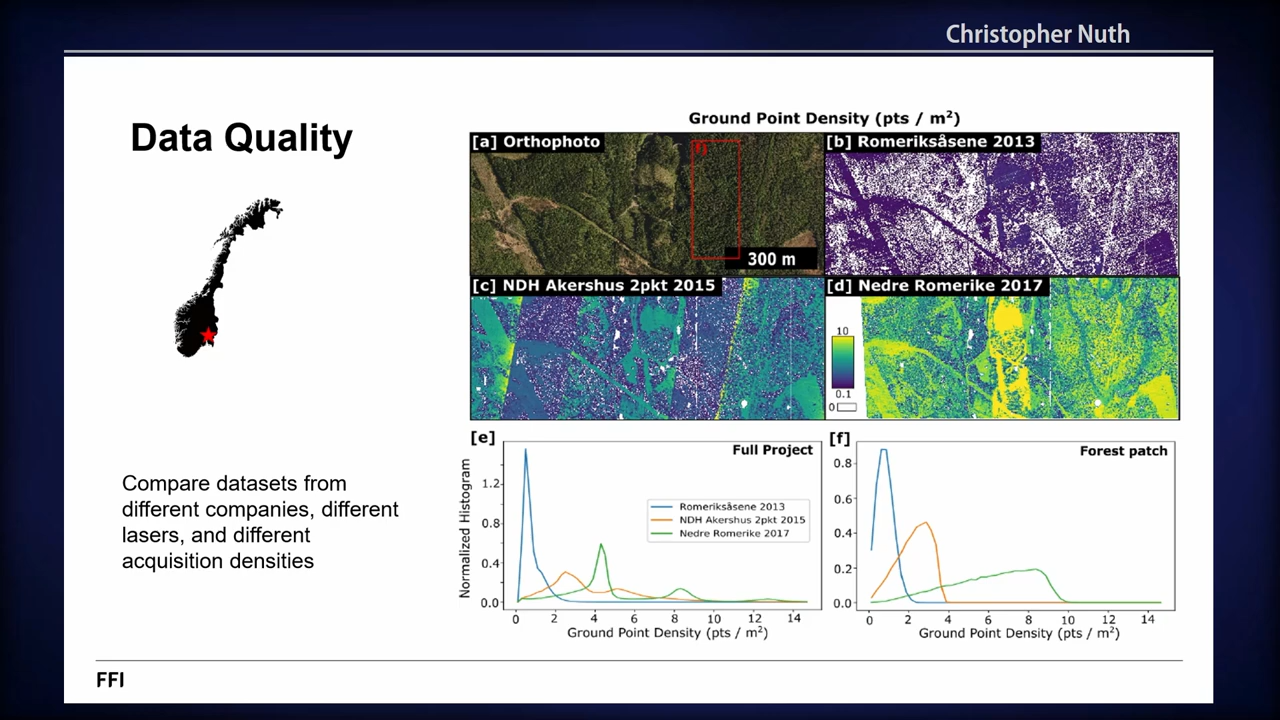 Christopher Nuth
Data Quality
Compare datasets from
different companies, different
lasers, and different
acquisition densities
Ground Point Density (pts / m²)
[a] Orthophoto
f]
300 m
[b] Romeriksåsene 2013
[c] NDH Akershus 2pkt 2015
[d] Nedre Romerike 2017
10
0.1
0
[e]
Full Project
Normalized Histogram
1.2
0.8
0.4
0.0
Romeriksåsene 2013
NDH Akershus 2pkt 2015
Nedre Romerike 2017
0 2 4 6 8 10 12 14
Ground Point Density (pts / m²)
[f]
Forest patch
0.8
0.6
0.4
0.2
0.0
0 2 4 6 8 10 12 14
Ground Point Density (pts / m²)
FFI